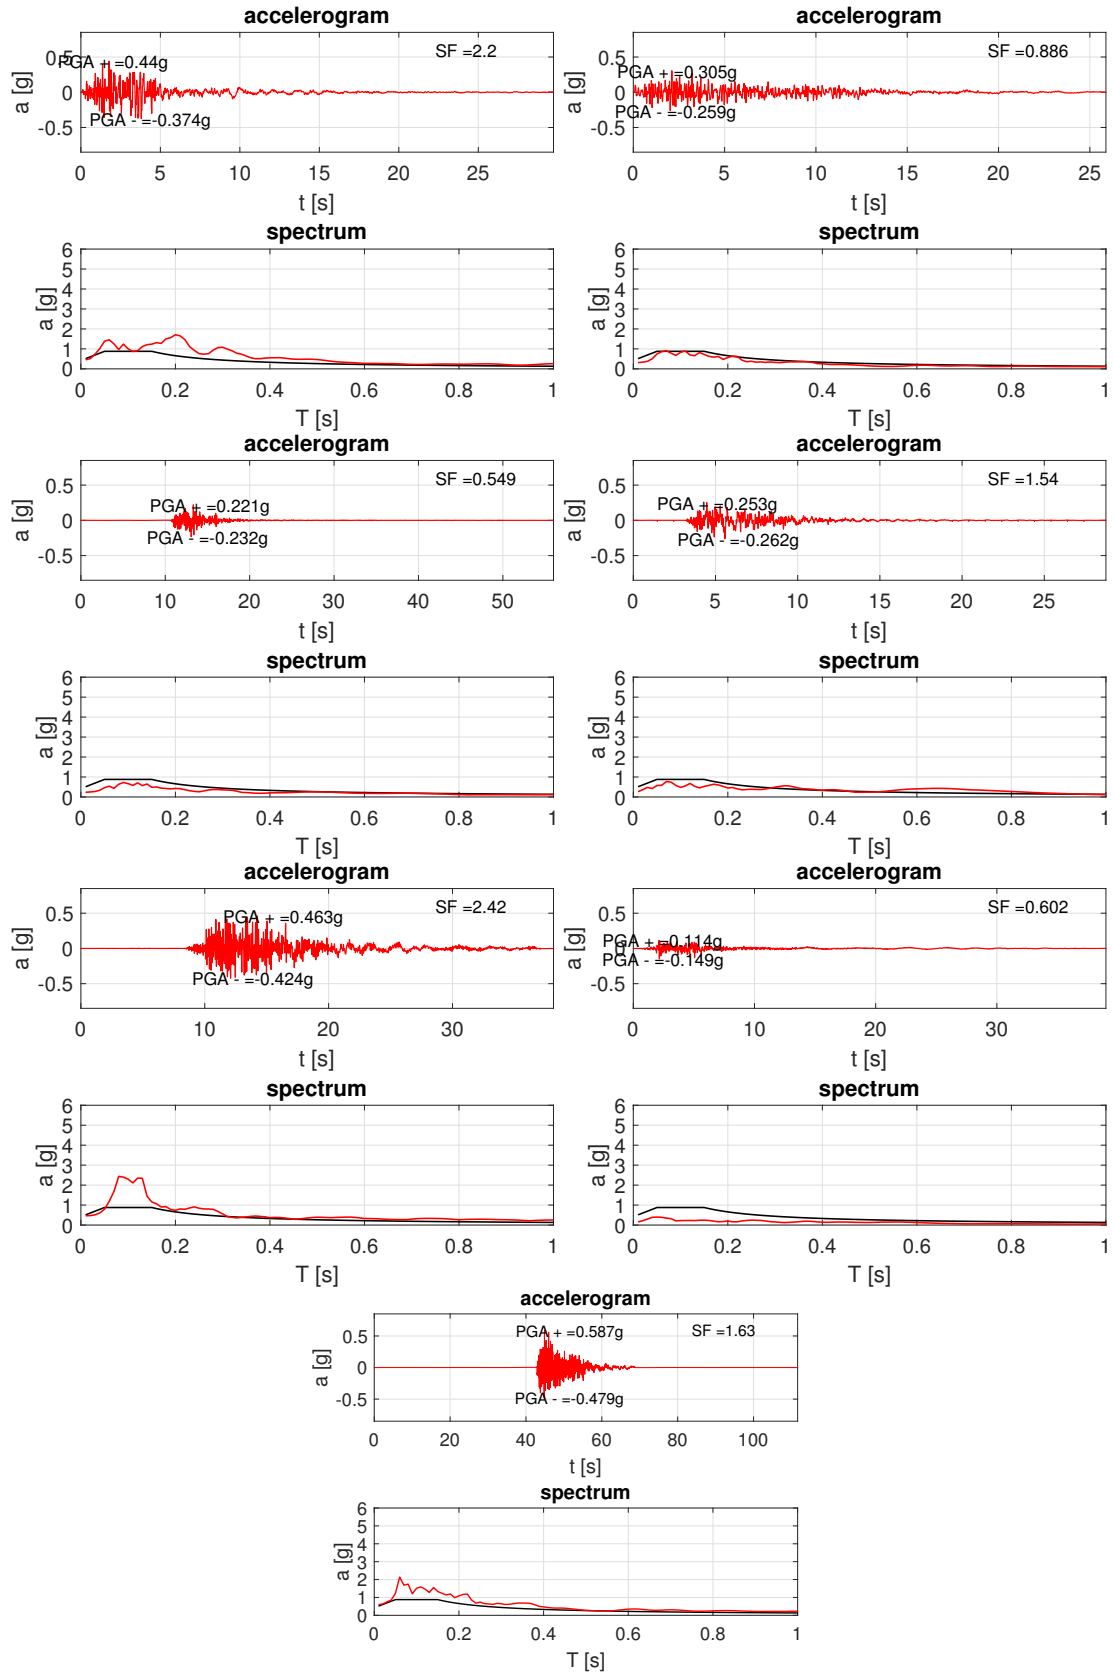 accelerogram
accelerogram
SF =2.2
SF =0.886
0.5
PGA + =0.44g
0.5
PGA + =0.305g
a [g]
0
a [g]
0
-0.5
PGA - =-0.374g
-0.5
PGA - =-0.259g
0 5 10 15 20 25
0 5 10 15 20 25
t [s]
t [s]
spectrum
spectrum
6
5
4
3
2
1
0
a [g]
6
5
4
3
2
1
0
a [g]
0 0.2 0.4 0.6 0.8 1
0 0.2 0.4 0.6 0.8 1
T [s]
T [s]
accelerogram
accelerogram
SF =0.549
SF =1.54
0.5
PGA + =0.221g
0.5
PGA + =0.253g
a [g]
0
a [g]
0
-0.5
PGA - =-0.232g
-0.5
PGA - =-0.262g
0 10 20 30 40 50
0 5 10 15 20 25
t [s]
t [s]
spectrum
spectrum
6
5
4
3
2
1
0
a [g]
6
5
4
3
2
1
0
a [g]
0 0.2 0.4 0.6 0.8 1
0 0.2 0.4 0.6 0.8 1
T [s]
T [s]
accelerogram
accelerogram
SF =2.42
SF =0.602
0.5
PGA + =0.463g
0.5
PGA + =0.114g
a [g]
0
a [g]
0
-0.5
PGA - =-0.424g
-0.5
PGA - =-0.149g
0 10 20 30
0 10 20 30
t [s]
t [s]
spectrum
spectrum
6
5
4
3
2
1
0
a [g]
6
5
4
3
2
1
0
a [g]
0 0.2 0.4 0.6 0.8 1
0 0.2 0.4 0.6 0.8 1
T [s]
T [s]
accelerogram
PGA + =0.587g
SF =1.63
0.5
a [g]
0
-0.5
PGA - =-0.479g
0 20 40 60 80 100
t [s]
spectrum
6
5
4
3
2
1
0
a [g]
0 0.2 0.4 0.6 0.8 1
T [s]